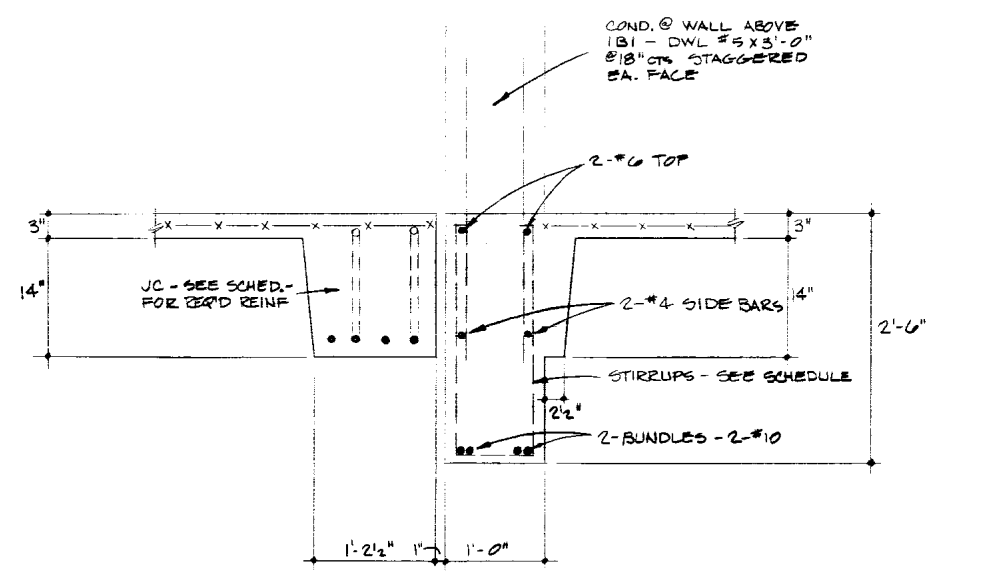 COND. @ WALL ABOVE
1B1 - DWL #5 X 3'-0"
@18" CTS STAGGERED
EA. FACE
2-#6 TOP
3"
3"
14"
JC - SEE SCHED.-
FOR REQ'D REINF
14"
2-#4 SIDE BARS
2'-6"
STIRRUPS - SEE SCHEDULE
2½"
2-BUNDLES - 2-#10
1'-2½"
1"
1'-0"